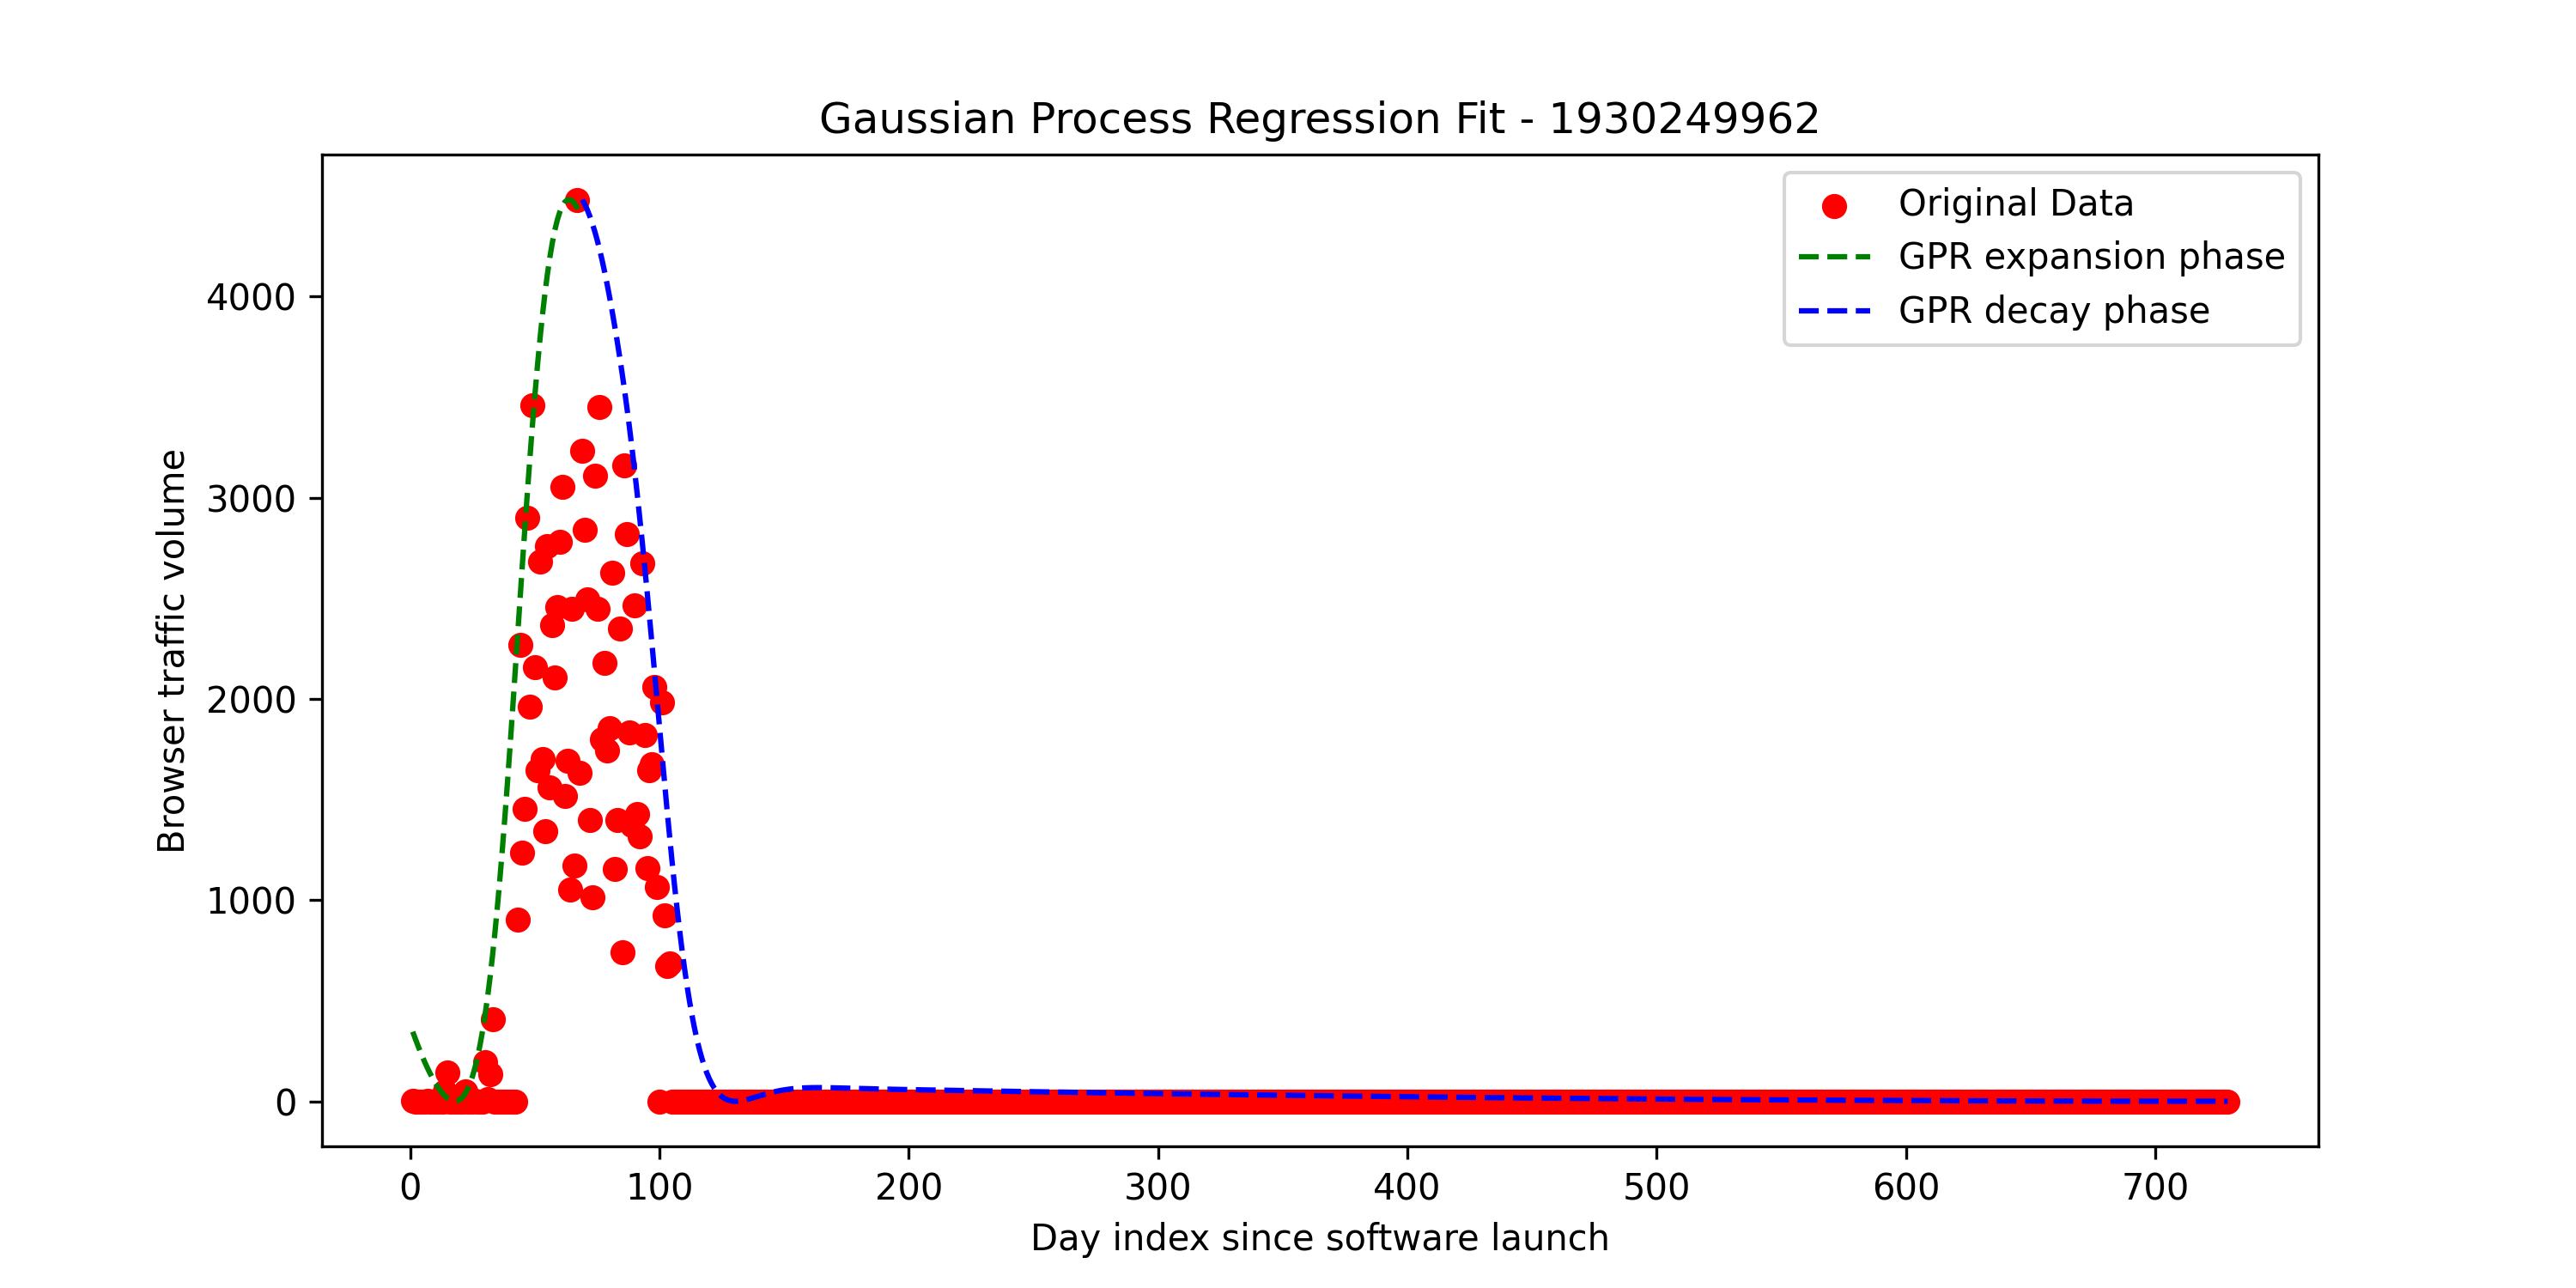 Gaussian Process Regression Fit - 1930249962
Original Data
GPR expansion phase
GPR decay phase
Browser traffic volume
4000
3000
2000
1000
0
0 100 200 300 400 500 600 700
Day index since software launch